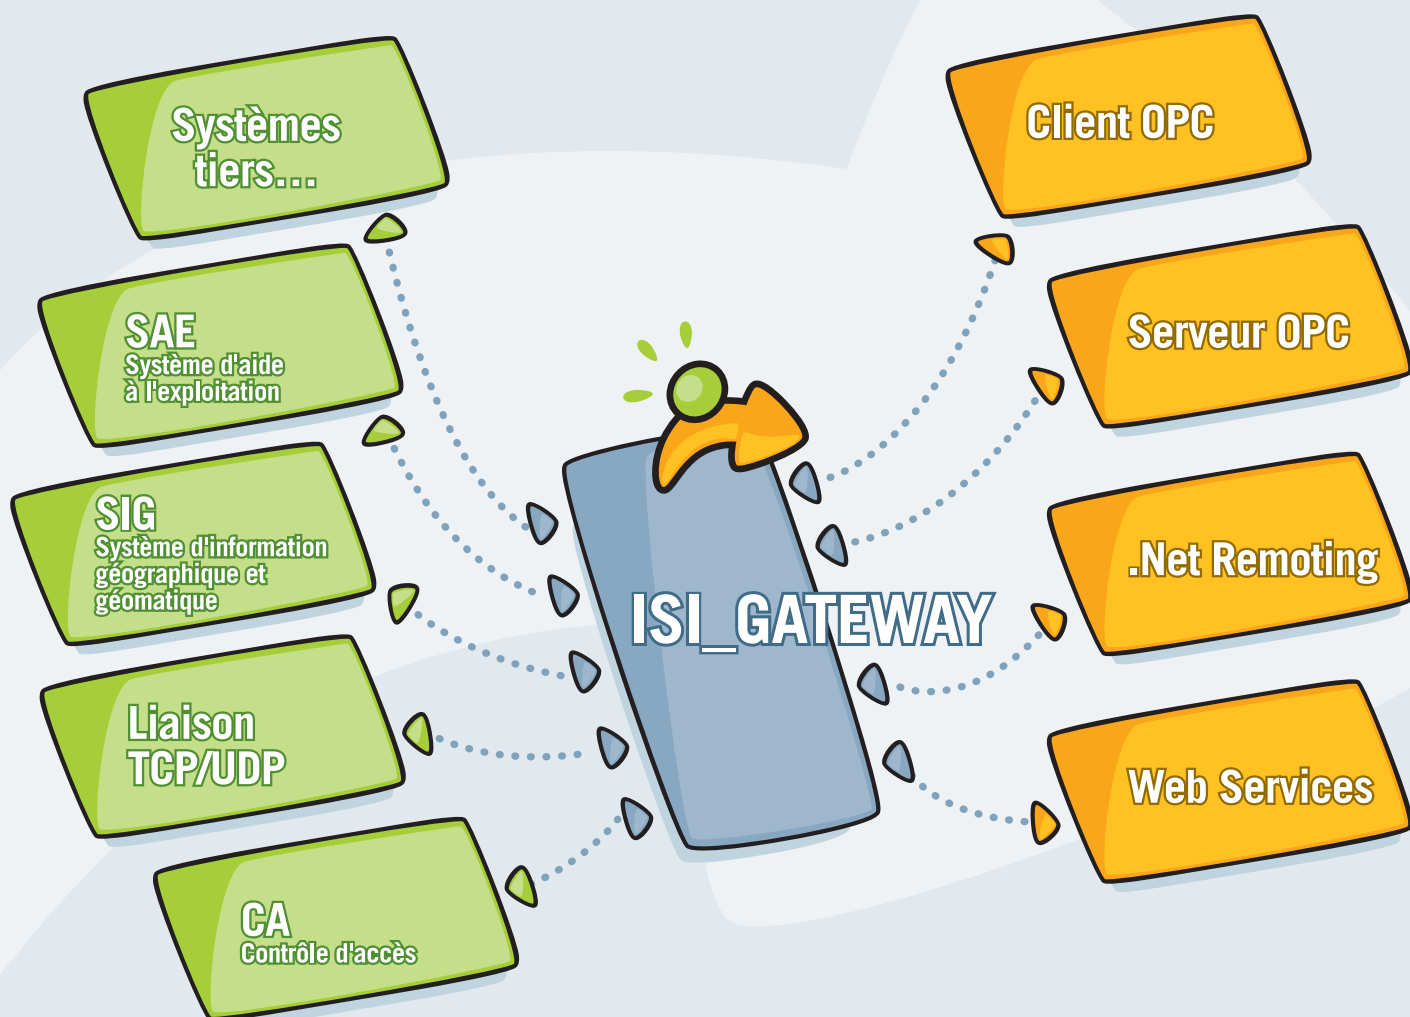 Systèmes
tiers...
SAE
Système d'aide
à l'exploitation
SIG
Système d'information
géographique et
géomatique
Liaison
TCP/UDP
CA
Contrôle d'accès
ISI_GATEWAY
Client OPC
Serveur OPC
.Net Remoting
Web Services